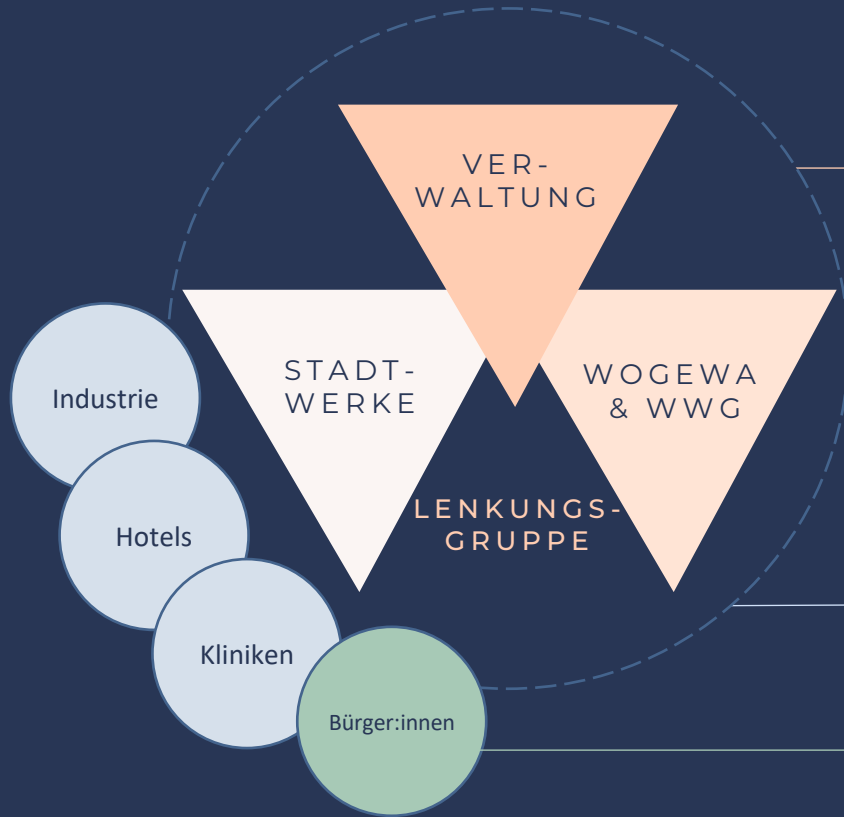 VER-
WALTUNG
STADT-
WERKE
WOGEWA
& WWG
LENKUNGS-
GRUPPE
Industrie
Hotels
Kliniken
Bürger:innen